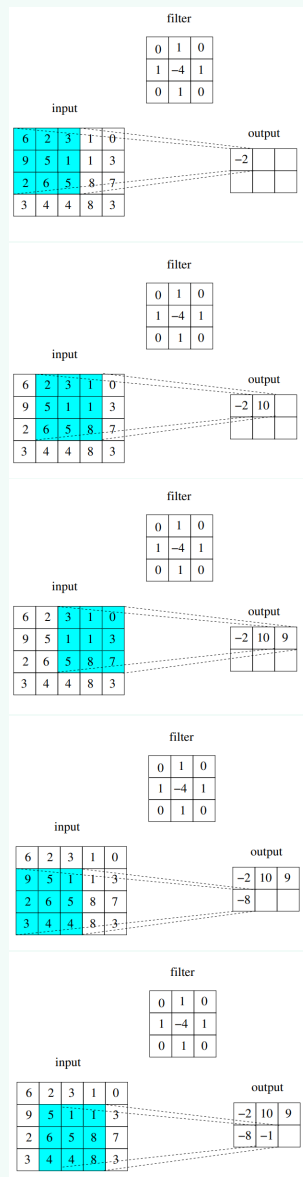 filter
0 1 0
1 −4 1
0 1 0
input
output
6 2 3 1 0
9 5 1 1 3
2 6 5 8 7
3 4 4 8 3
−2
filter
0 1 0
1 −4 1
0 1 0
input
output
6 2 3 1 0
9 5 1 1 3
2 6 5 8 7
3 4 4 8 3
−2 10
filter
0 1 0
1 −4 1
0 1 0
input
output
6 2 3 1 0
9 5 1 1 3
2 6 5 8 7
3 4 4 8 3
−2 10 9
filter
0 1 0
1 −4 1
0 1 0
input
output
6 2 3 1 0
9 5 1 1 3
2 6 5 8 7
3 4 4 8 3
−2 10 9
−8
filter
0 1 0
1 −4 1
0 1 0
input
output
6 2 3 1 0
9 5 1 1 3
2 6 5 8 7
3 4 4 8 3
−2 10 9
−8 −1